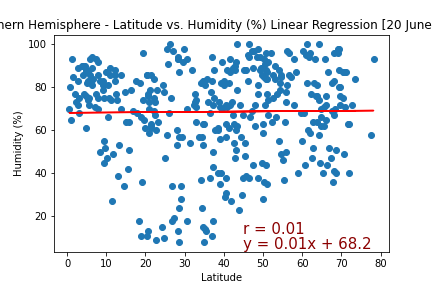 hern Hemisphere - Latitude vs. Humidity (%) Linear Regression [20 June
100
80
60
40
20
Humidity (%)
r = 0.01
y = 0.01x + 68.2
0 10 20 30 40 50 60 70 80
Latitude